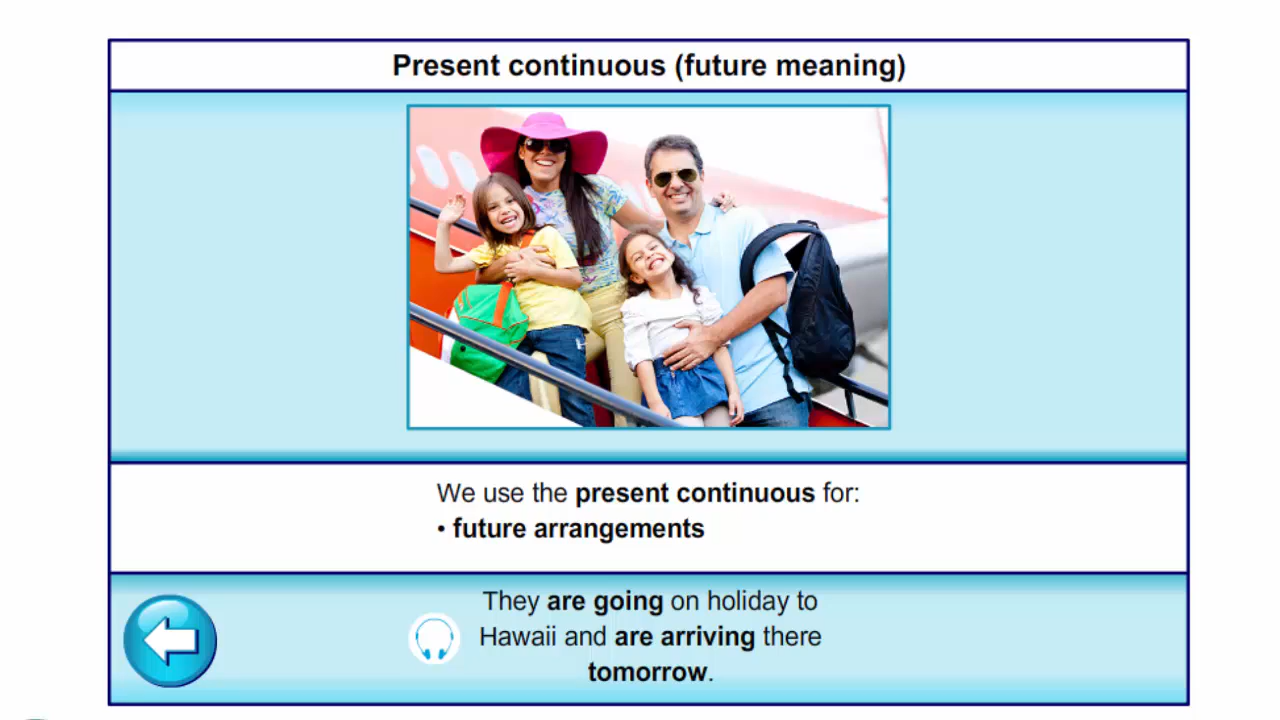 Present continuous (future meaning)
We use the present continuous for:
• future arrangements
They are going on holiday to
Hawaii and are arriving there
tomorrow.